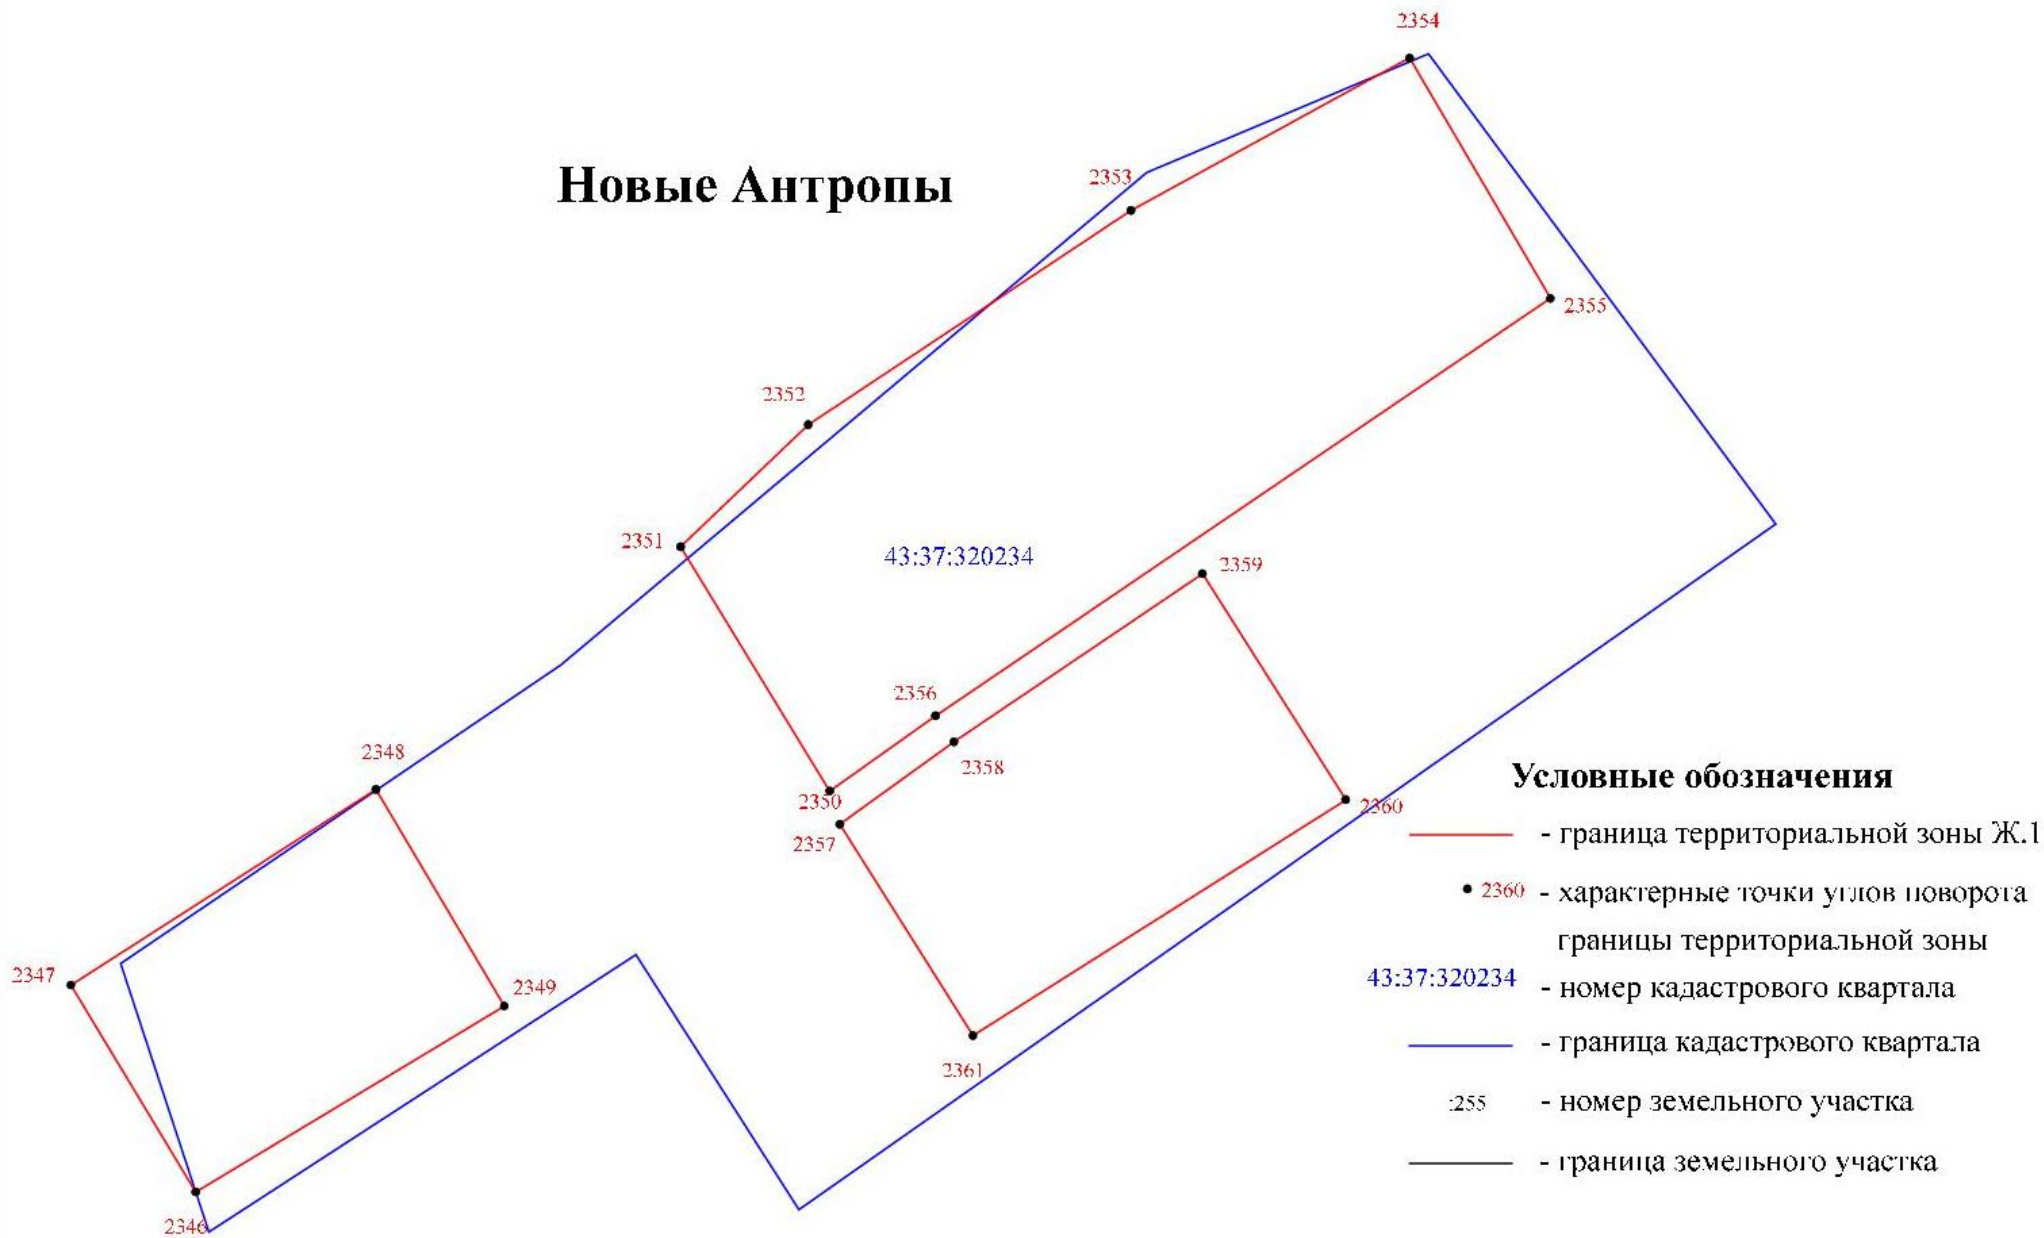 2354
Новые Антропы
2353
2355
2352
2351
43:37:320234
2359
2356
2348
2358
2350
2357
2360
2347
2349
2361
2346
Условные обозначения
- граница территориальной зоны Ж.1
2360 - характерные точки углов поворота
границы территориальной зоны
43:37:320234 - номер кадастрового квартала
- граница кадастрового квартала
:255 - номер земельного участка
- граница земельного участка